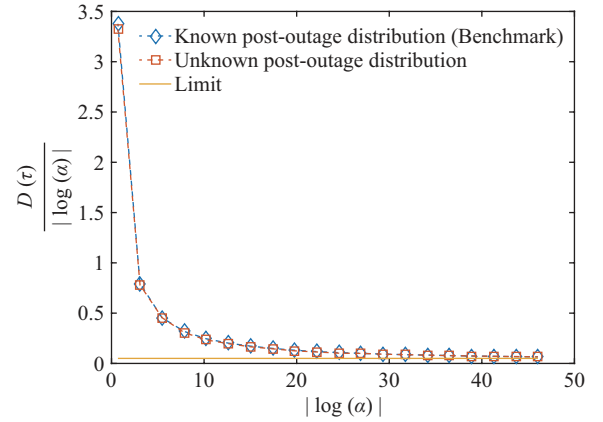 3.5
3
2.5
2
1.5
1
0.5
0
0
10
20
30
40
50
D (τ)
| log (α) |
Known post-outage distribution (Benchmark)
Unknown post-outage distribution
Limit
| log (α) |